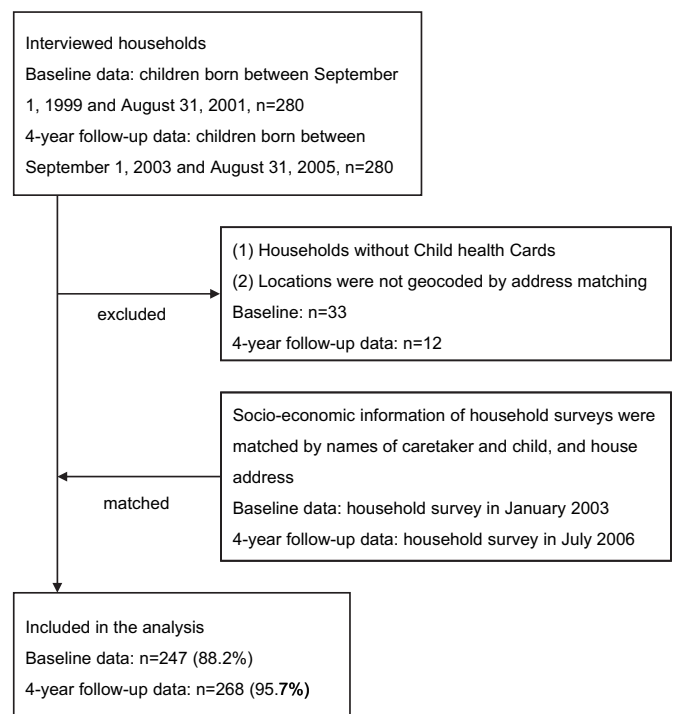 Interviewed households
Baseline data: children born between September
1, 1999 and August 31, 2001, n=280
4-year follow-up data: children born between
September 1, 2003 and August 31, 2005, n=280
(1) Households without Child health Cards
(2) Locations were not geocoded by address matching
Baseline: n=33
4-year follow-up data: n=12
excluded
Socio-economic information of household surveys were
matched by names of caretaker and child, and house
address
Baseline data: household survey in January 2003
4-year follow-up data: household survey in July 2006
matched
Included in the analysis
Baseline data: n=247 (88.2%)
4-year follow-up data: n=268 (95.7%)